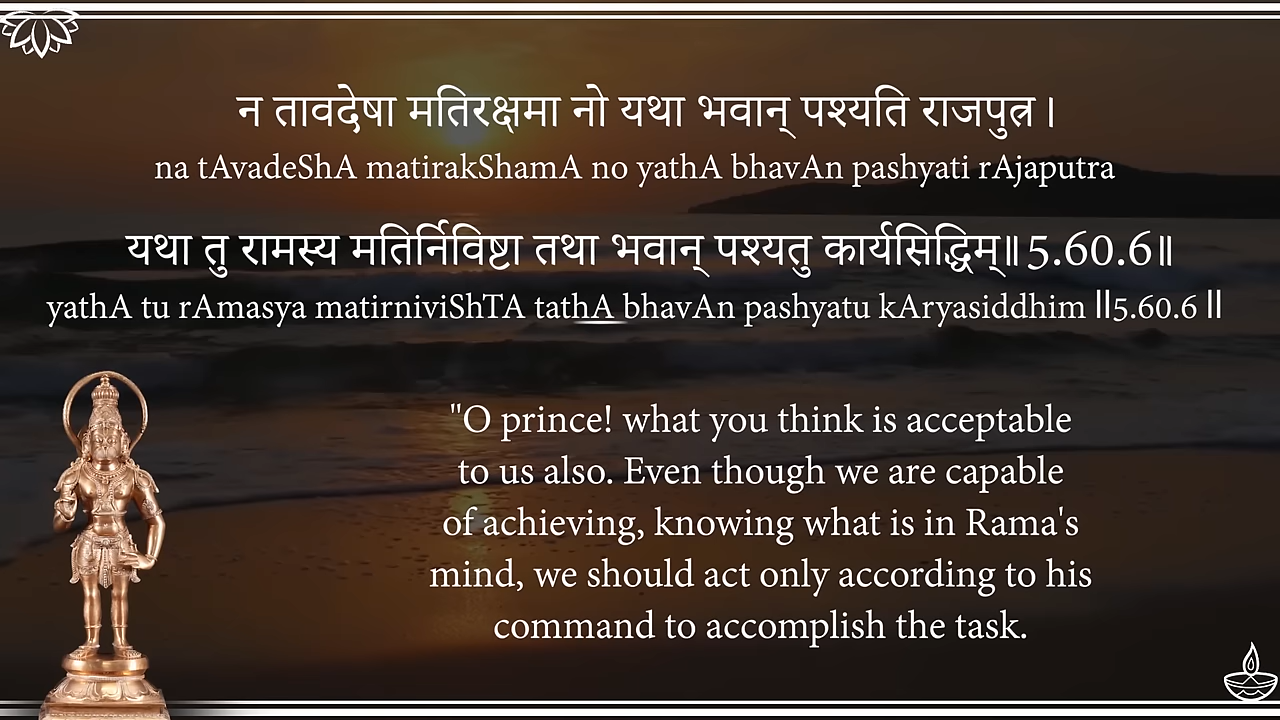 न तावदेषा मतिरक्षमा नो यथा भवान् पश्यति राजपुत्र।
na tAvadeShA matirakShamA no yathA bhavAn pashyati rAjaputra
यथा तु रामस्य मतिर्निविष्टा तथा भवान् पश्यतु कार्यसिद्धिम्॥5.60.6॥
yathA tu rAmasya matirniviShTA tathA bhavAn pashyatu kAryasiddhim ॥5.60.6॥
"O prince! what you think is acceptable
to us also. Even though we are capable
of achieving, knowing what is in Rama's
mind, we should act only according to his
command to accomplish the task.